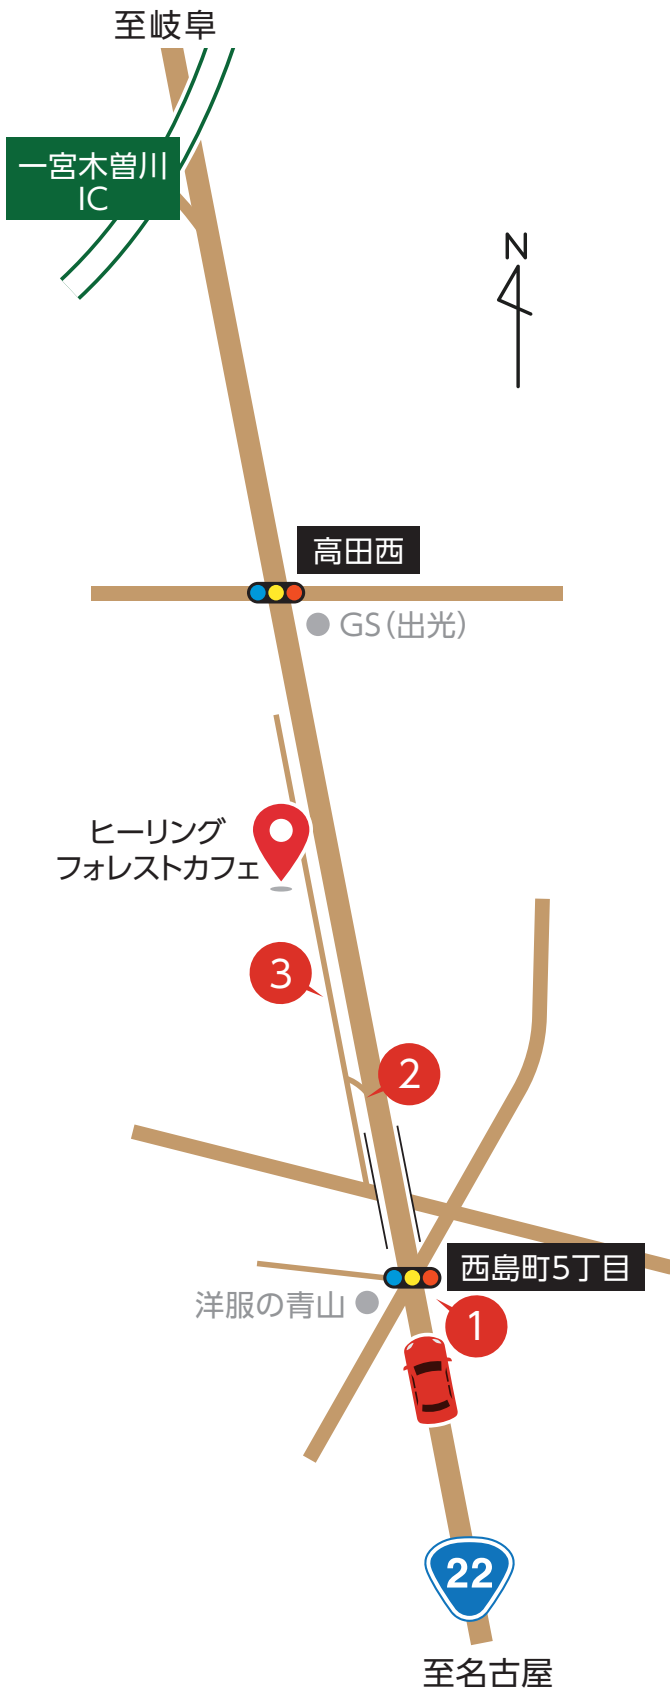 至岐阜
一宮木曽川
IC
N
高田西
GS(出光)
ヒーリング
フォレストカフェ
3
2
西島町5丁目
洋服の青山
1
22
至名古屋